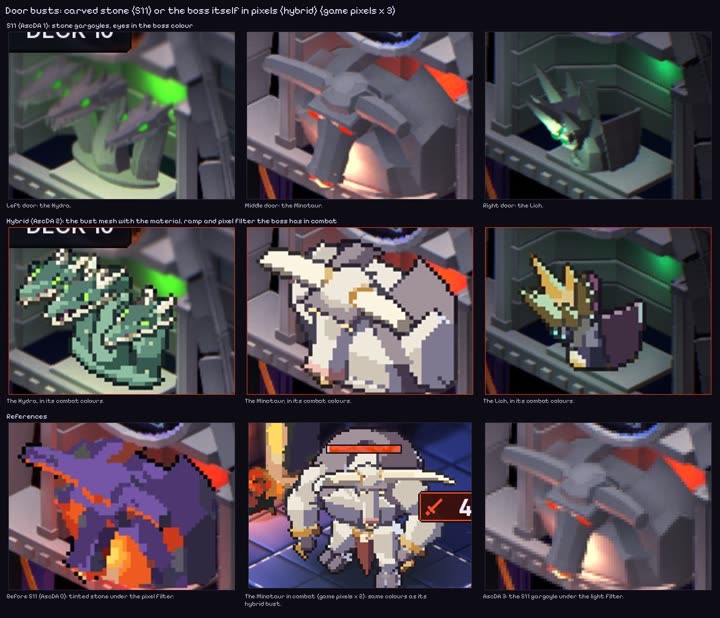 Door busts: carved stone (S11) or the boss itself in pixels (hybrid) (game pixels x 3)
S11 (AscDA 1): stone gargoyles, eyes in the boss colour
DECK 10
Left door: the Hydra.
Middle door: the Minotaur.
Right door: the Lich.
Hybrid (AscDA 2): the bust mesh with the material, ramp and pixel filter the boss has in combat
DECK 10
The Hydra, in its combat colours.
The Minotaur, in its combat colours.
The Lich, in its combat colours.
References
4
Before S11 (AscDA 0): tinted stone under the pixel filter.
The Minotaur in combat (game pixels x 2): same colours as its
hybrid bust.
AscDA 3: the S11 gargoyle under the light filter.